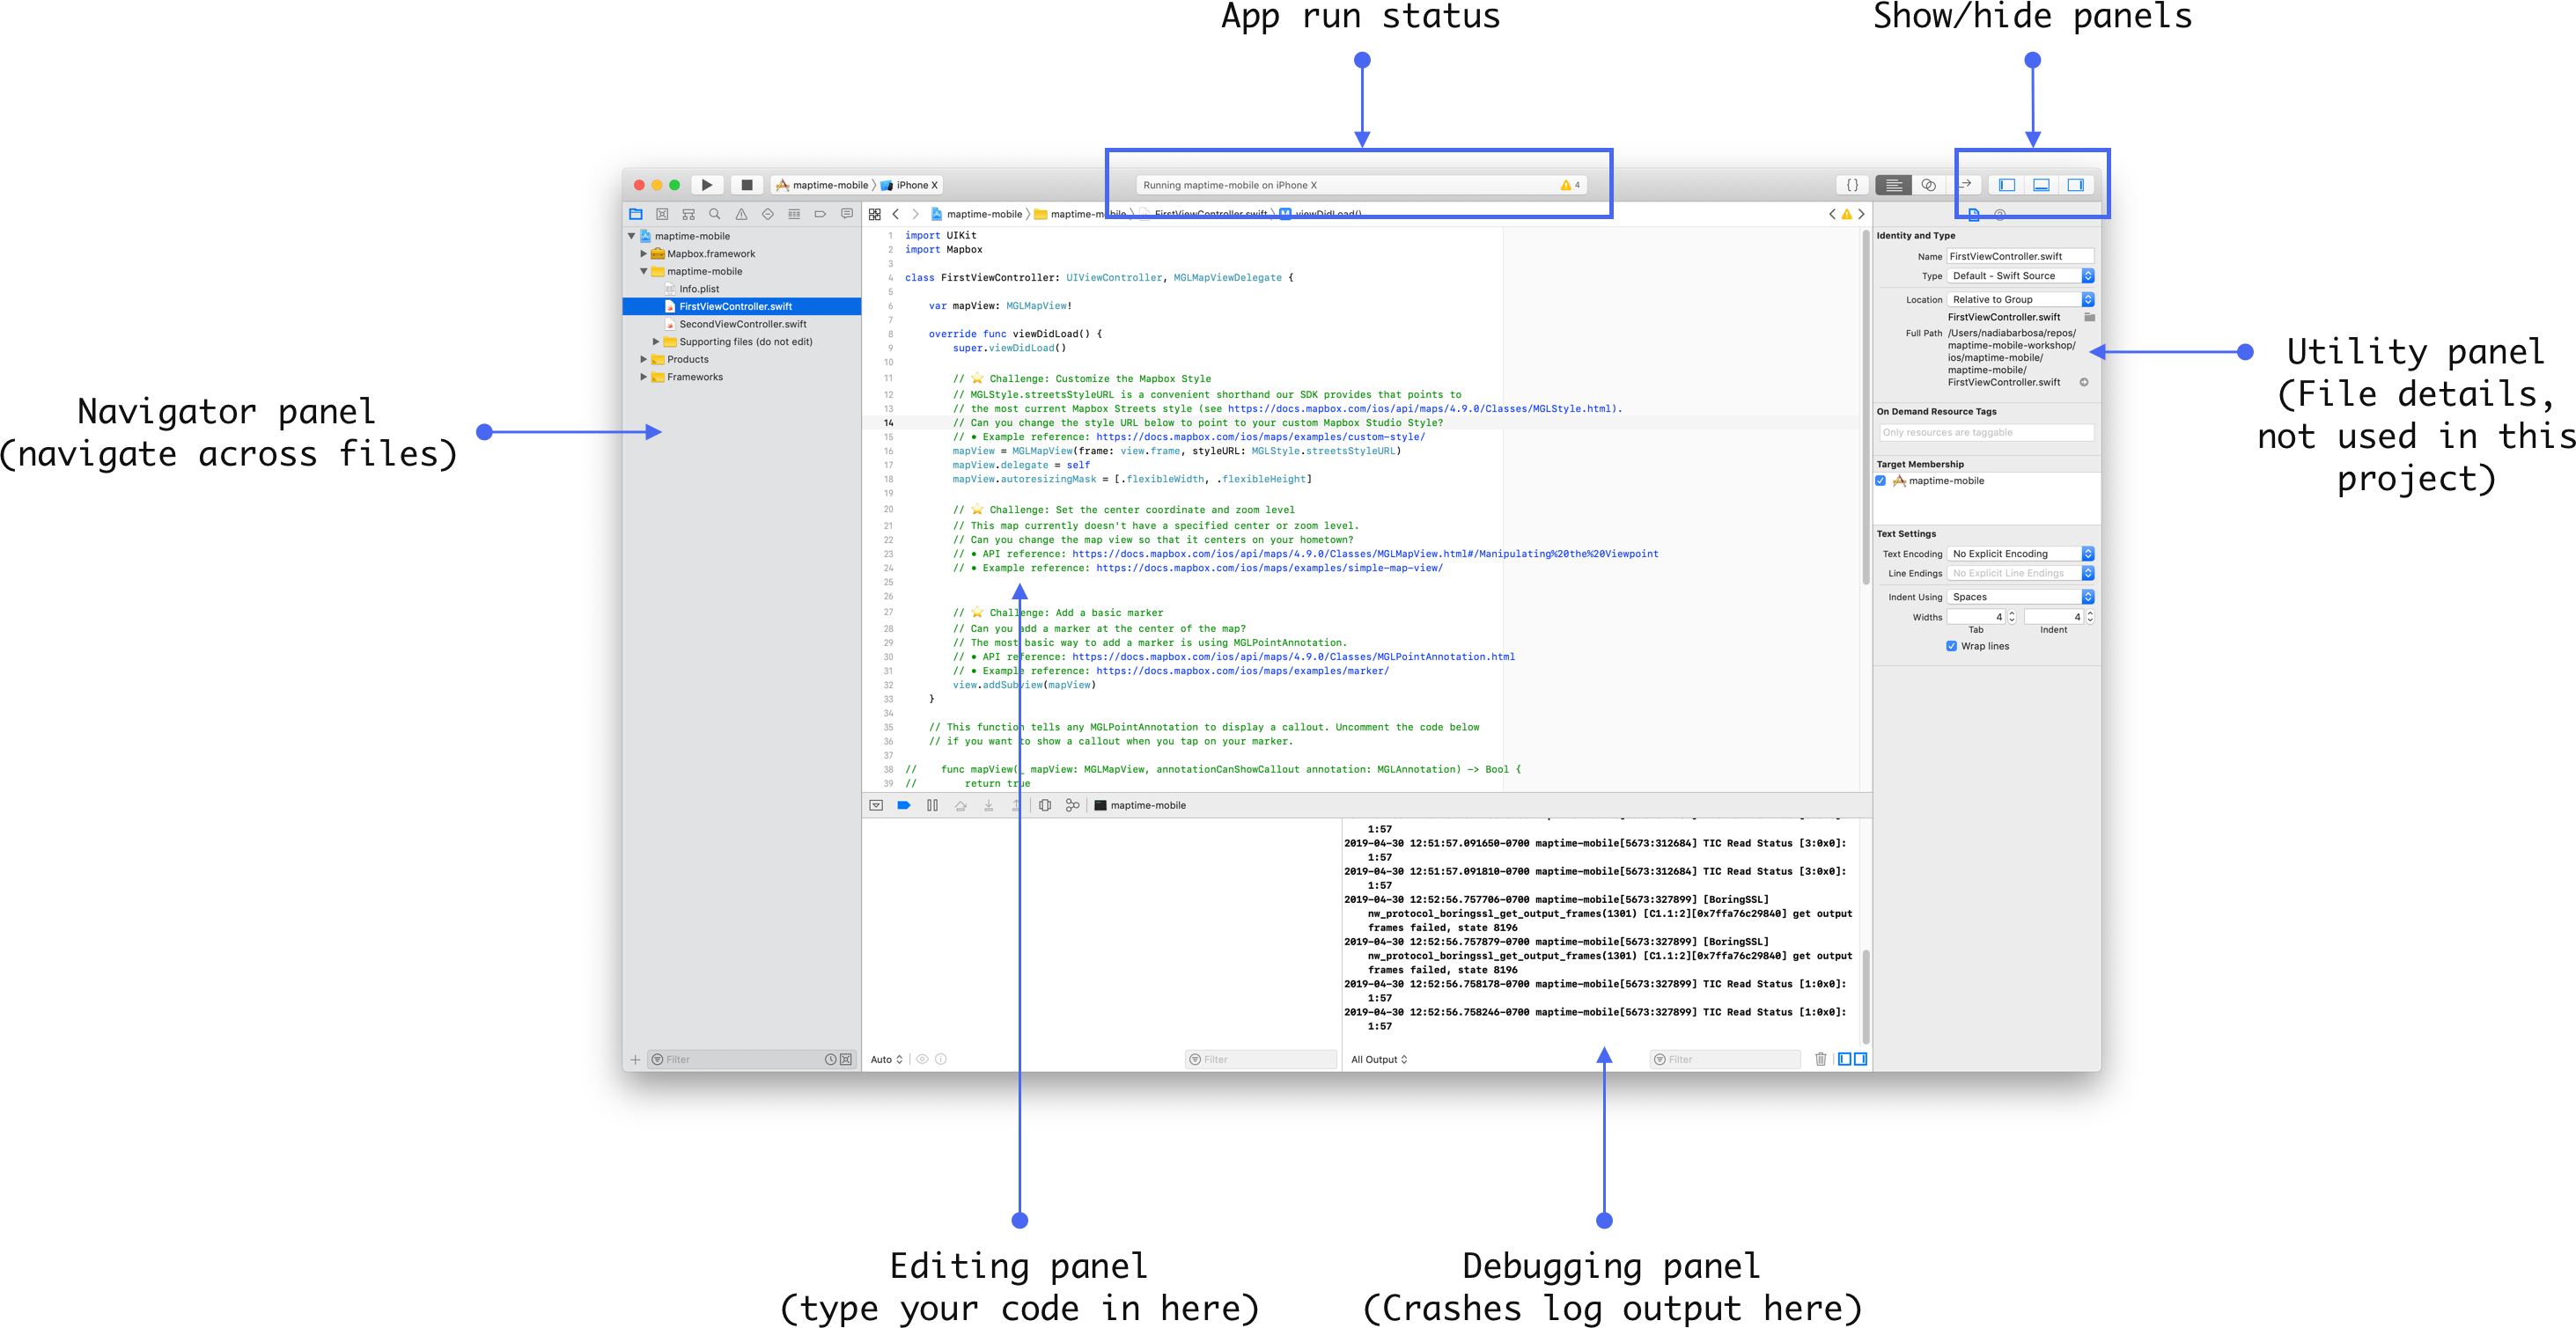 App run status
Show/hide panels
maptime-mobile 〉 iPhone X
Running maptime-mobile on iPhone X
4
{ }
maptime-mobile 〉 maptime-mobile 〉 FirstViewController.swift 〉 M viewDidLoad()
maptime-mobile
Mapbox.framework
maptime-mobile
Info.plist
FirstViewController.swift
SecondViewController.swift
Supporting files (do not edit)
Products
Frameworks
Filter
Navigator panel
(navigate across files)
1 import UIKit
2 import Mapbox
3
4 class FirstViewController: UIViewController, MGLMapViewDelegate {
5
6 var mapView: MGLMapView!
7
8 override func viewDidLoad() {
9 super.viewDidLoad()
10
11 // ⭐ Challenge: Customize the Mapbox Style
12 // MGLStyle.streetsStyleURL is a convenient shorthand our SDK provides that points to
13 // the most current Mapbox Streets style (see https://docs.mapbox.com/ios/api/maps/4.9.0/Classes/MGLStyle.html).
14 // Can you change the style URL below to point to your custom Mapbox Studio Style?
15 // • Example reference: https://docs.mapbox.com/ios/maps/examples/custom-style/
16 mapView = MGLMapView(frame: view.frame, styleURL: MGLStyle.streetsStyleURL)
17 mapView.delegate = self
18 mapView.autoresizingMask = [.flexibleWidth, .flexibleHeight]
19
20 // ⭐ Challenge: Set the center coordinate and zoom level
21 // This map currently doesn't have a specified center or zoom level.
22 // Can you change the map view so that it centers on your hometown?
23 // • API reference: https://docs.mapbox.com/ios/api/maps/4.9.0/Classes/MGLMapView.html#/Manipulating%20the%20Viewpoint
24 // • Example reference: https://docs.mapbox.com/ios/maps/examples/simple-map-view/
25
26
27 // ⭐ Challenge: Add a basic marker
28 // Can you add a marker at the center of the map?
29 // The most basic way to add a marker is using MGLPointAnnotation.
30 // • API reference: https://docs.mapbox.com/ios/api/maps/4.9.0/Classes/MGLPointAnnotation.html
31 // • Example reference: https://docs.mapbox.com/ios/maps/examples/marker/
32 view.addSubview(mapView)
33 }
34
35 // This function tells any MGLPointAnnotation to display a callout. Uncomment the code below
36 // if you want to show a callout when you tap on your marker.
37
38 // func mapView(_ mapView: MGLMapView, annotationCanShowCallout annotation: MGLAnnotation) -> Bool {
39 // return true
maptime-mobile
1:57
2019-04-30 12:51:57.091650-0700 maptime-mobile[5673:312684] TIC Read Status [3:0x0]:
1:57
2019-04-30 12:51:57.091810-0700 maptime-mobile[5673:312684] TIC Read Status [3:0x0]:
1:57
2019-04-30 12:52:56.757706-0700 maptime-mobile[5673:327899] [BoringSSL]
nw_protocol_boringssl_get_output_frames(1301) [C1.1:2][0x7ffa76c29840] get output
frames failed, state 8196
2019-04-30 12:52:56.757879-0700 maptime-mobile[5673:327899] [BoringSSL]
nw_protocol_boringssl_get_output_frames(1301) [C1.1:2][0x7ffa76c29840] get output
frames failed, state 8196
2019-04-30 12:52:56.758178-0700 maptime-mobile[5673:327899] TIC Read Status [1:0x0]:
1:57
2019-04-30 12:52:56.758246-0700 maptime-mobile[5673:327899] TIC Read Status [1:0x0]:
1:57
Auto
Filter
All Output
Filter
Identity and Type
Name FirstViewController.swift
Type Default - Swift Source
Location Relative to Group
FirstViewController.swift
Full Path /Users/nadiabarbosa/repos/
maptime-mobile-workshop/
ios/maptime-mobile/
maptime-mobile/
FirstViewController.swift
On Demand Resource Tags
Only resources are taggable
Target Membership
maptime-mobile
Text Settings
Text Encoding No Explicit Encoding
Line Endings No Explicit Line Endings
Indent Using Spaces
Widths 4 4
Tab Indent
Wrap lines
Utility panel
(File details,
not used in this
project)
Editing panel
(type your code in here)
Debugging panel
(Crashes log output here)